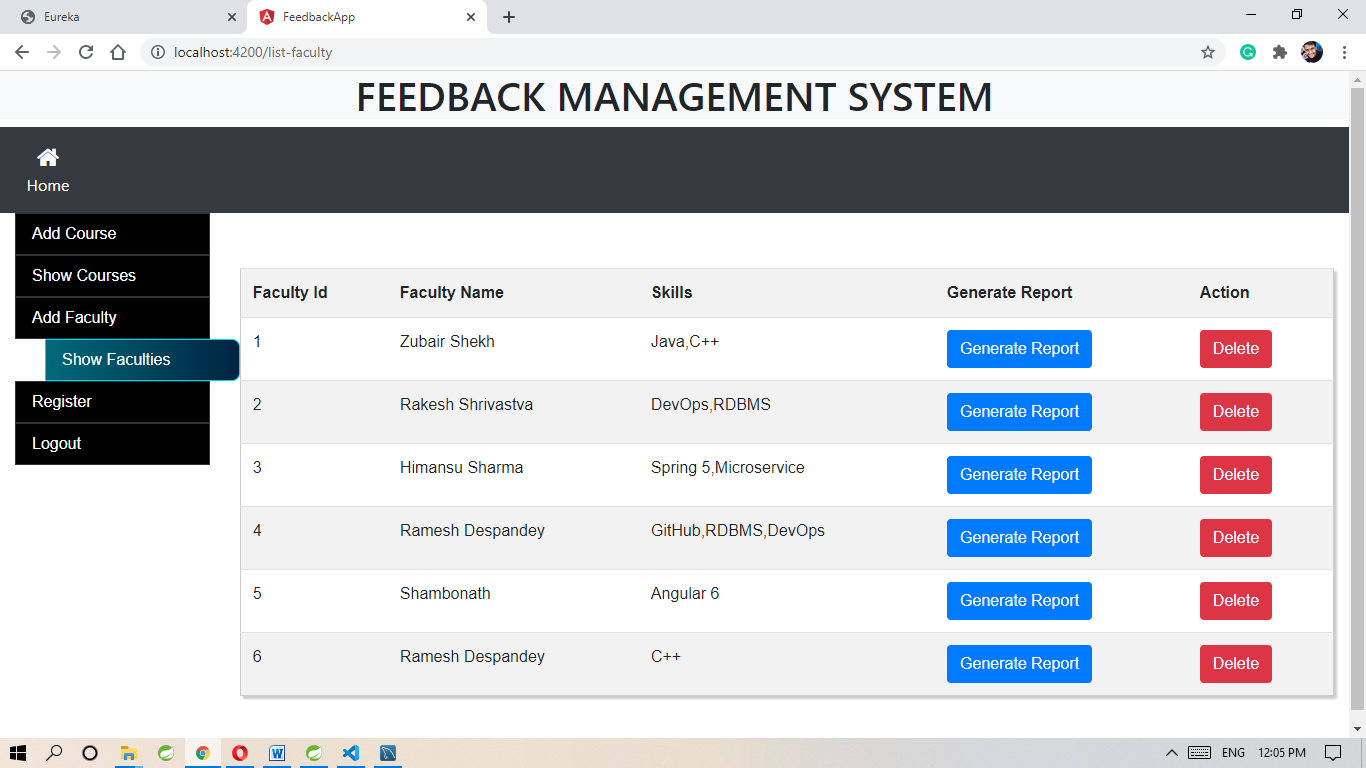 Eureka
FeedbackApp
localhost:4200/list-faculty
FEEDBACK MANAGEMENT SYSTEM
Home
Add Course
Show Courses
Add Faculty
Show Faculties
Register
Logout
Faculty Id Faculty Name Skills Generate Report Action
1 Zubair Shekh Java,C++ Generate Report Delete
2 Rakesh Shrivastva DevOps,RDBMS Generate Report Delete
3 Himansu Sharma Spring 5,Microservice Generate Report Delete
4 Ramesh Despandey GitHub,RDBMS,DevOps Generate Report Delete
5 Shambonath Angular 6 Generate Report Delete
6 Ramesh Despandey C++ Generate Report Delete
ENG 12:05 PM